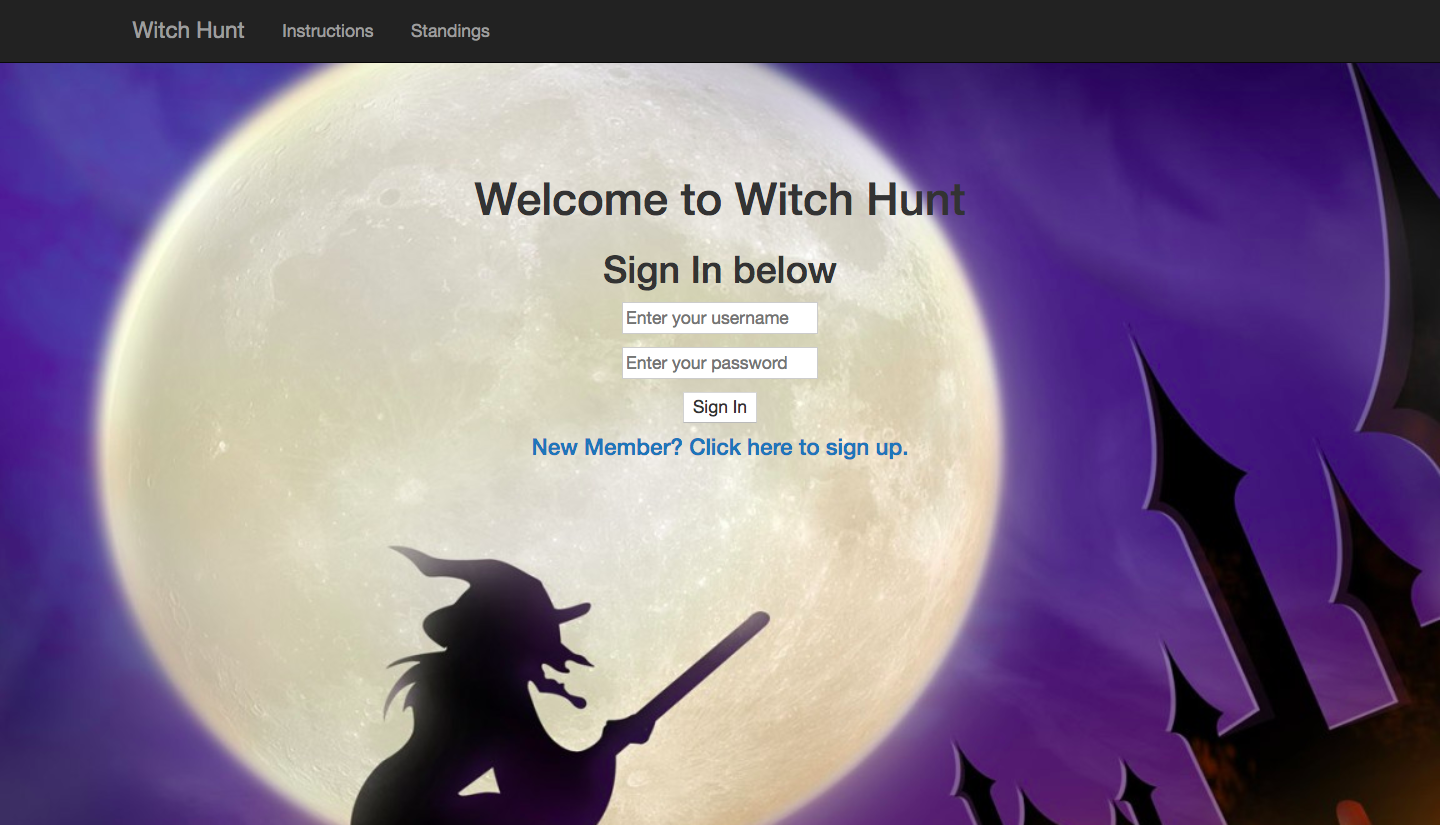 Witch Hunt Instructions Standings
Welcome to Witch Hunt
Sign In below
Enter your username
Enter your password
Sign In
New Member? Click here to sign up.